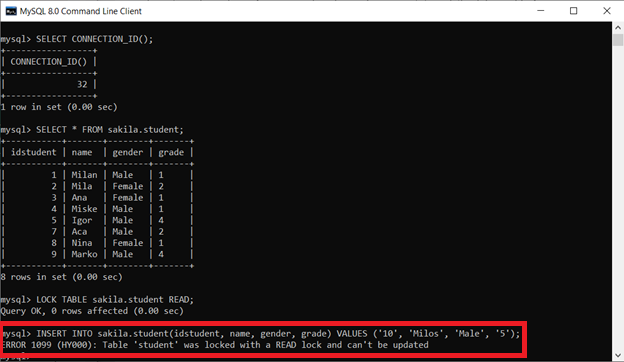 MySQL 8.0 Command Line Client
mysql> SELECT CONNECTION_ID();
+-----------------+
| CONNECTION_ID() |
+-----------------+
|              32 |
+-----------------+
1 row in set (0.00 sec)
mysql> SELECT * FROM sakila.student;
+-----------+-------+--------+-------+
| idstudent | name  | gender | grade |
+-----------+-------+--------+-------+
|         1 | Milan | Male   | 1     |
|         2 | Mila  | Female | 2     |
|         3 | Ana   | Female | 1     |
|         4 | Miske | Male   | 1     |
|         5 | Igor  | Male   | 4     |
|         7 | Aca   | Male   | 2     |
|         8 | Nina  | Female | 1     |
|         9 | Marko | Male   | 4     |
+-----------+-------+--------+-------+
8 rows in set (0.00 sec)
mysql> LOCK TABLE sakila.student READ;
Query OK, 0 rows affected (0.00 sec)
mysql> INSERT INTO sakila.student(idstudent, name, gender, grade) VALUES ('10', 'Milos', 'Male', '5');
ERROR 1099 (HY000): Table 'student' was locked with a READ lock and can't be updated
mysql>